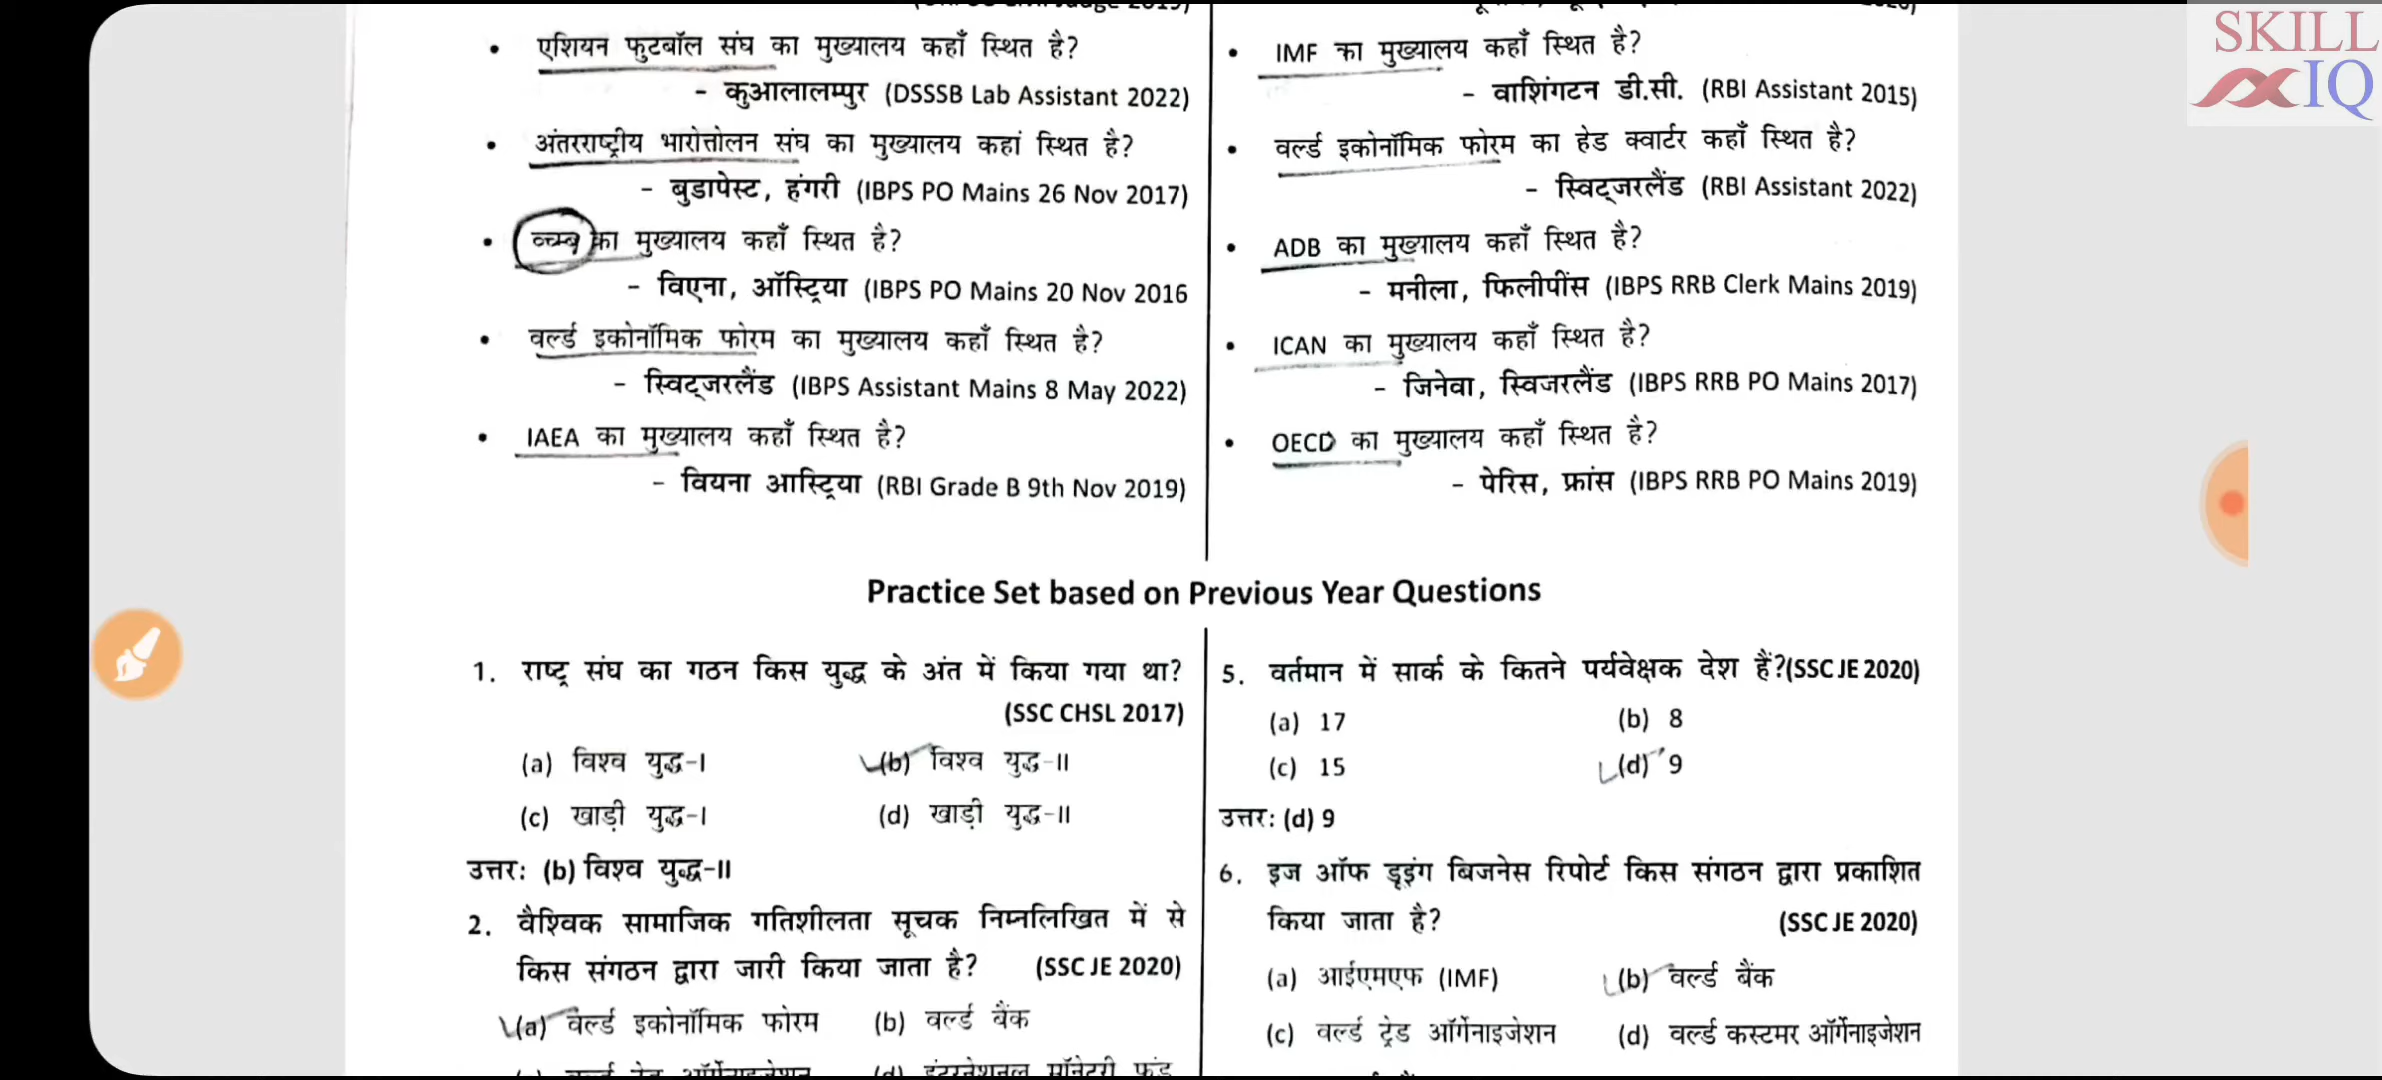 एशियन फुटबॉल संघ का मुख्यालय कहाँ स्थित है?
- कुआलालम्पुर (DSSSB Lab Assistant 2022)
अंतरराष्ट्रीय भारोत्तोलन संघ का मुख्यालय कहां स्थित है?
- बुडापेस्ट, हंगरी (IBPS PO Mains 26 Nov 2017)
का मुख्यालय कहाँ स्थित है?
- विएना, ऑस्ट्रिया (IBPS PO Mains 20 Nov 2016
वर्ल्ड इकोनॉमिक फोरम का मुख्यालय कहाँ स्थित है?
- स्विट्जरलैंड (IBPS Assistant Mains 8 May 2022)
IAEA का मुख्यालय कहाँ स्थित है?
- वियना आस्ट्रिया (RBI Grade B 9th Nov 2019)
IMF का मुख्यालय कहाँ स्थित है?
- वाशिंगटन डी.सी. (RBI Assistant 2015)
वर्ल्ड इकोनॉमिक फोरम का हेड क्वार्टर कहाँ स्थित है?
- स्विट्जरलैंड (RBI Assistant 2022)
ADB का मुख्यालय कहाँ स्थित है?
- मनीला, फिलीपींस (IBPS RRB Clerk Mains 2019)
ICAN का मुख्यालय कहाँ स्थित है?
- जिनेवा, स्विजरलैंड (IBPS RRB PO Mains 2017)
OECD का मुख्यालय कहाँ स्थित है?
- पेरिस, फ्रांस (IBPS RRB PO Mains 2019)
Practice Set based on Previous Year Questions
1. राष्ट्र संघ का गठन किस युद्ध के अंत में किया गया था?
(SSC CHSL 2017)
(a) विश्व युद्ध-I
(b) विश्व युद्ध-II
(c) खाड़ी युद्ध-I
(d) खाड़ी युद्ध-II
उत्तर: (b) विश्व युद्ध-II
2. वैश्विक सामाजिक गतिशीलता सूचक निम्नलिखित में से
किस संगठन द्वारा जारी किया जाता है? (SSC JE 2020)
(a) वर्ल्ड इकोनॉमिक फोरम
(b) वर्ल्ड बैंक
5. वर्तमान में सार्क के कितने पर्यवेक्षक देश हैं?(SSC JE 2020)
(a) 17
(b) 8
(c) 15
(d) 9
उत्तर: (d) 9
6. इज ऑफ डूइंग बिजनेस रिपोर्ट किस संगठन द्वारा प्रकाशित
किया जाता है? (SSC JE 2020)
(a) आईएमएफ (IMF)
(b) वर्ल्ड बैंक
(c) वर्ल्ड ट्रेड ऑर्गेनाइजेशन
(d) वर्ल्ड कस्टमर ऑर्गेनाइजेशन
SKILL
IQ